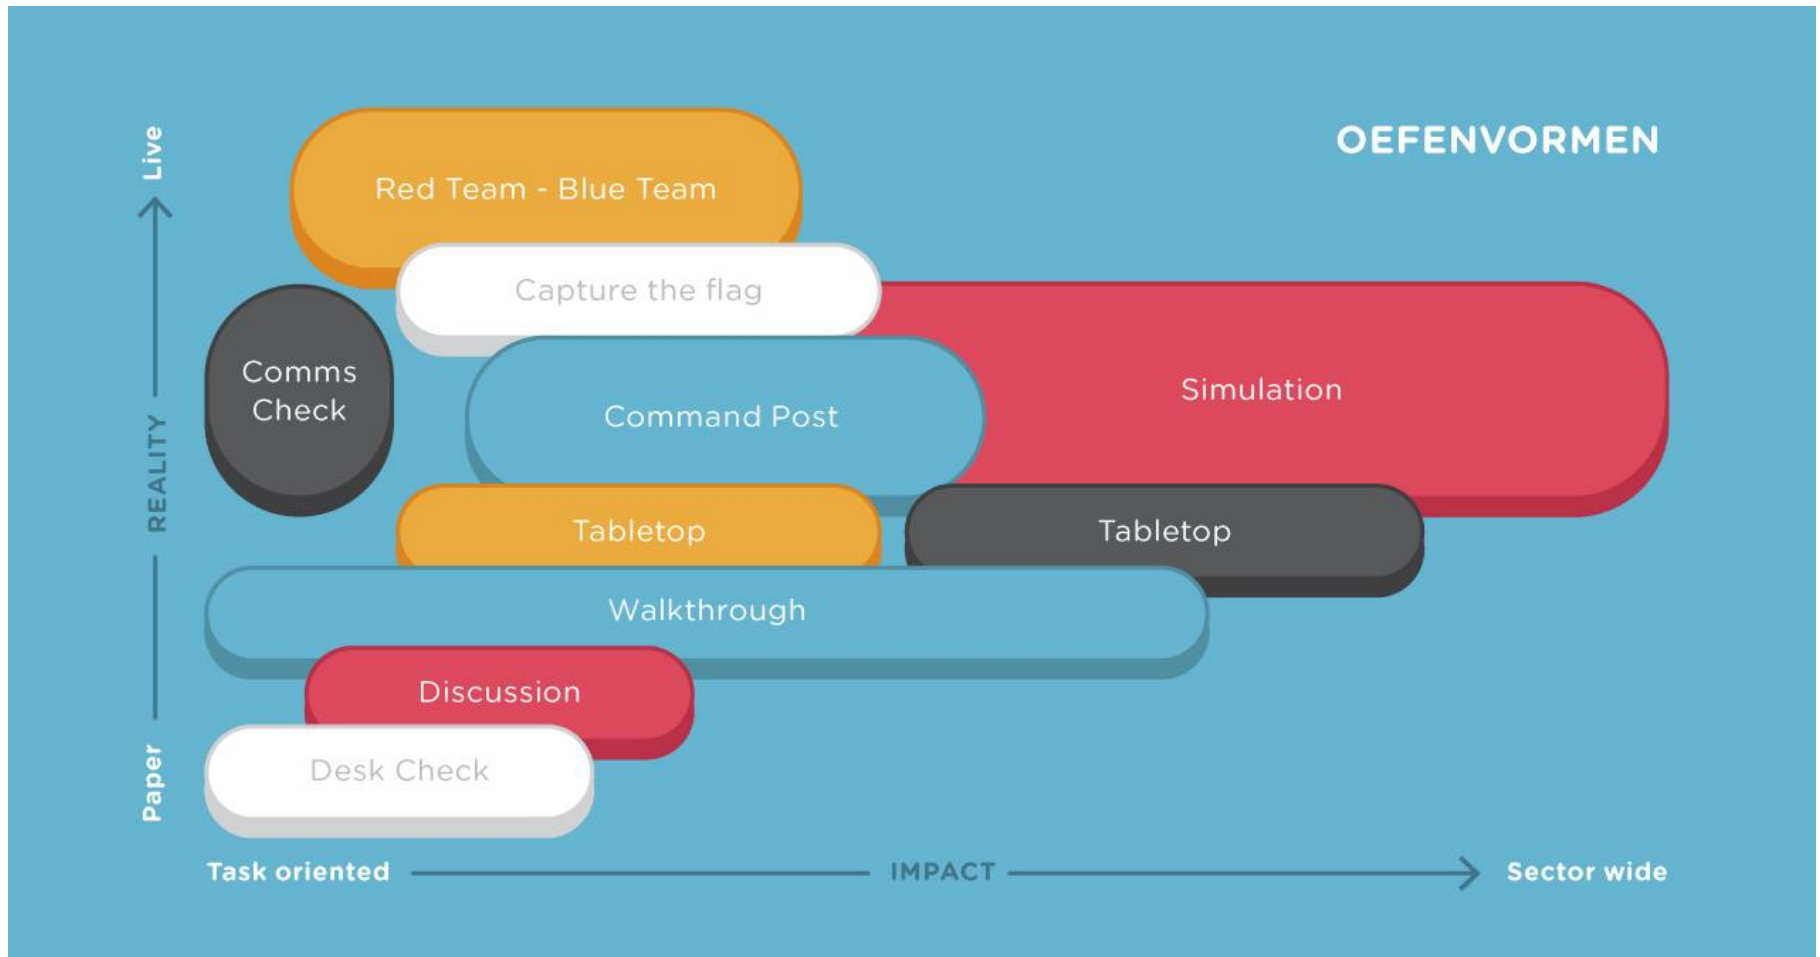 OEFENVORMEN
Live
REALITY
Paper
Red Team - Blue Team
Capture the flag
Comms
Check
Command Post
Simulation
Tabletop
Tabletop
Walkthrough
Discussion
Desk Check
Task oriented
IMPACT
Sector wide